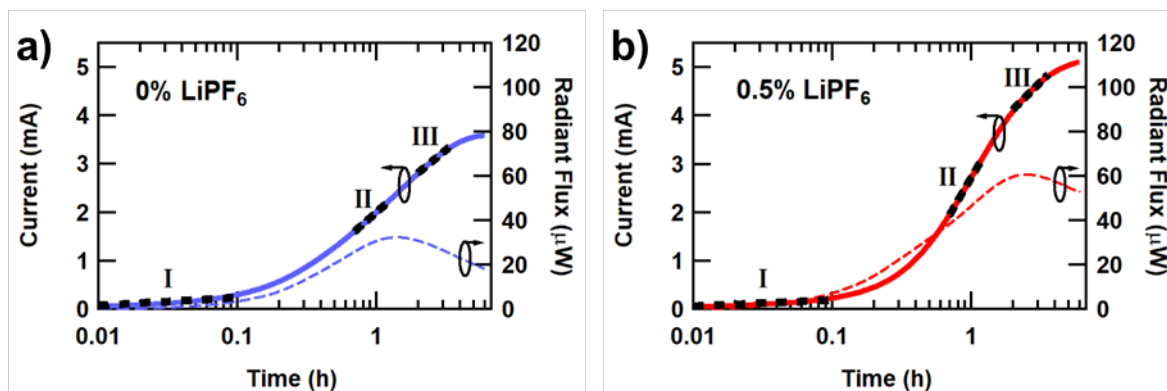 a)
0% LiPF6
Current (mA)
5
4
3
2
1
0
I
II
III
120
100
80
60
40
20
0
Radiant Flux (μW)
0.01
0.1
1
Time (h)
b)
0.5% LiPF6
Current (mA)
5
4
3
2
1
0
I
II
III
120
100
80
60
40
20
0
Radiant Flux (μW)
0.01
0.1
1
Time (h)